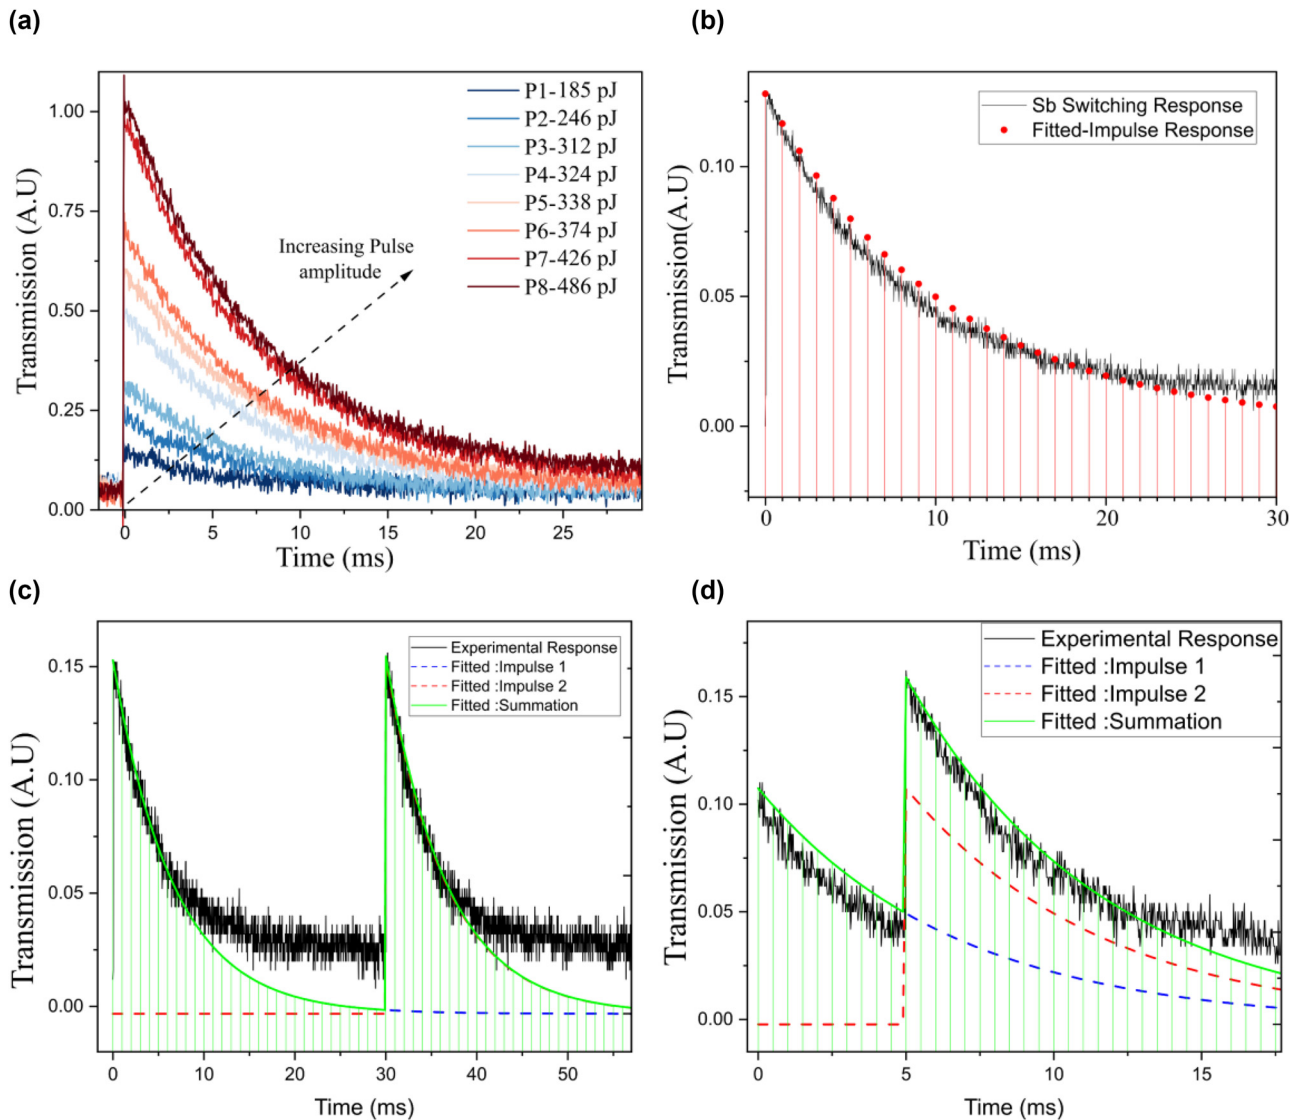 (a)
Transmission (A.U)
1.00
0.75
0.50
0.25
0.00
P1-185 pJ
P2-246 pJ
P3-312 pJ
P4-324 pJ
P5-338 pJ
P6-374 pJ
P7-426 pJ
P8-486 pJ
Increasing Pulse
amplitude
0 5 10 15 20 25
Time (ms)
(b)
Transmission(A.U)
0.10
0.05
0.00
Sb Switching Response
Fitted-Impulse Response
0 10 20 30
Time (ms)
(c)
Transmission (A.U)
0.15
0.10
0.05
0.00
Experimental Response
Fitted :Impulse 1
Fitted :Impulse 2
Fitted :Summation
0 10 20 30 40 50
Time (ms)
(d)
Transmission (A.U)
0.15
0.10
0.05
0.00
Experimental Response
Fitted :Impulse 1
Fitted :Impulse 2
Fitted :Summation
0 5 10 15
Time (ms)